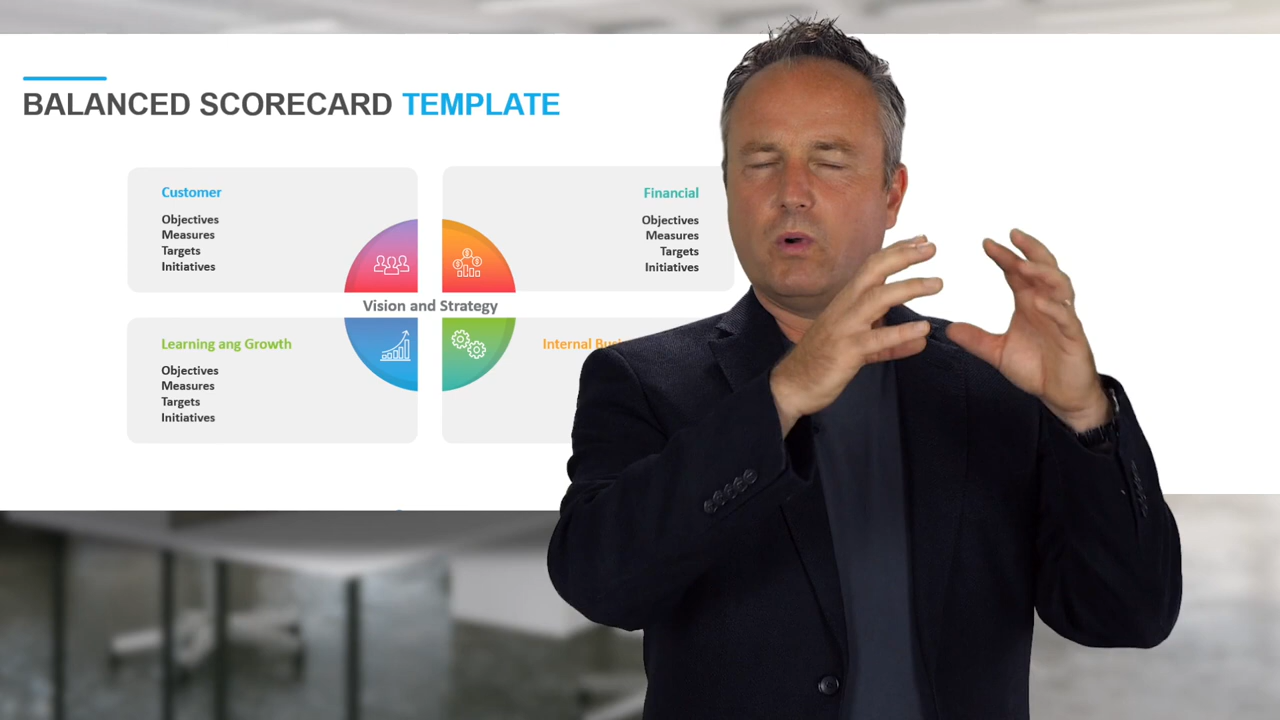 BALANCED SCORECARD TEMPLATE
Customer
Objectives
Measures
Targets
Initiatives
Financial
Objectives
Measures
Targets
Initiatives
Vision and Strategy
Learning ang Growth
Objectives
Measures
Targets
Initiatives
Internal